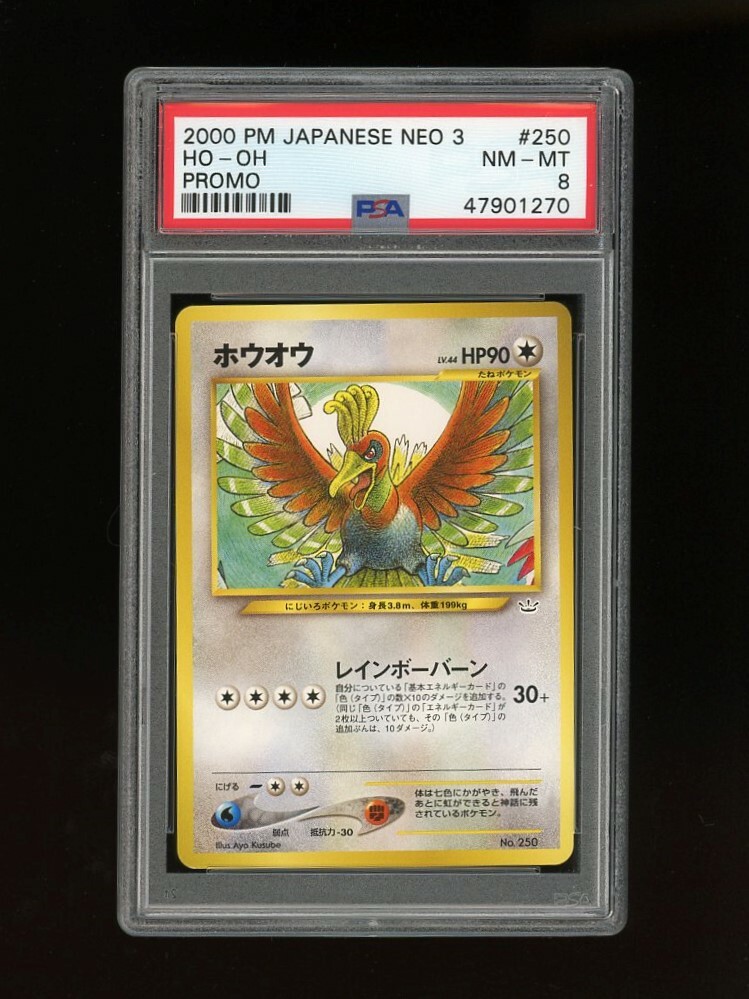 2000 PM JAPANESE NEO 3 #250
HO-OH NM-MT
PROMO 8
PSA 47901270
ホウオウ LV.44 HP90
たねポケモン
にじいろポケモン:身長3.8m、体重199kg
レインボーバーン
自分についている「基本エネルギーカード」の
「色(タイプ)」の数×10のダメージを追加する。
(同じ「色(タイプ)」の「エネルギーカード」が
2枚以上ついていても、その「色(タイプ)」の
追加ぶんは、10ダメージ。)
30+
にげる
弱点 抵抗力-30
体は七色にかがやき、飛んだ
あとに虹ができると神話に残
されているポケモン。
Illus. Ayo Kusube
No. 250
PSA